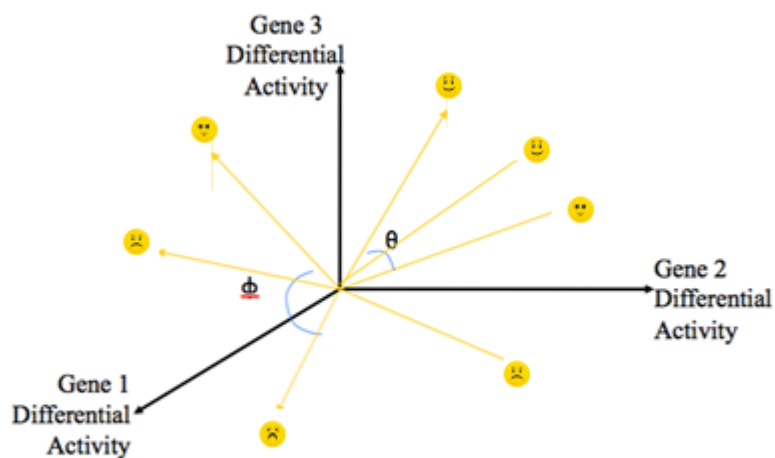 Gene 3
Differential
Activity
θ
Φ
Gene 2
Differential
Activity
Gene 1
Differential
Activity